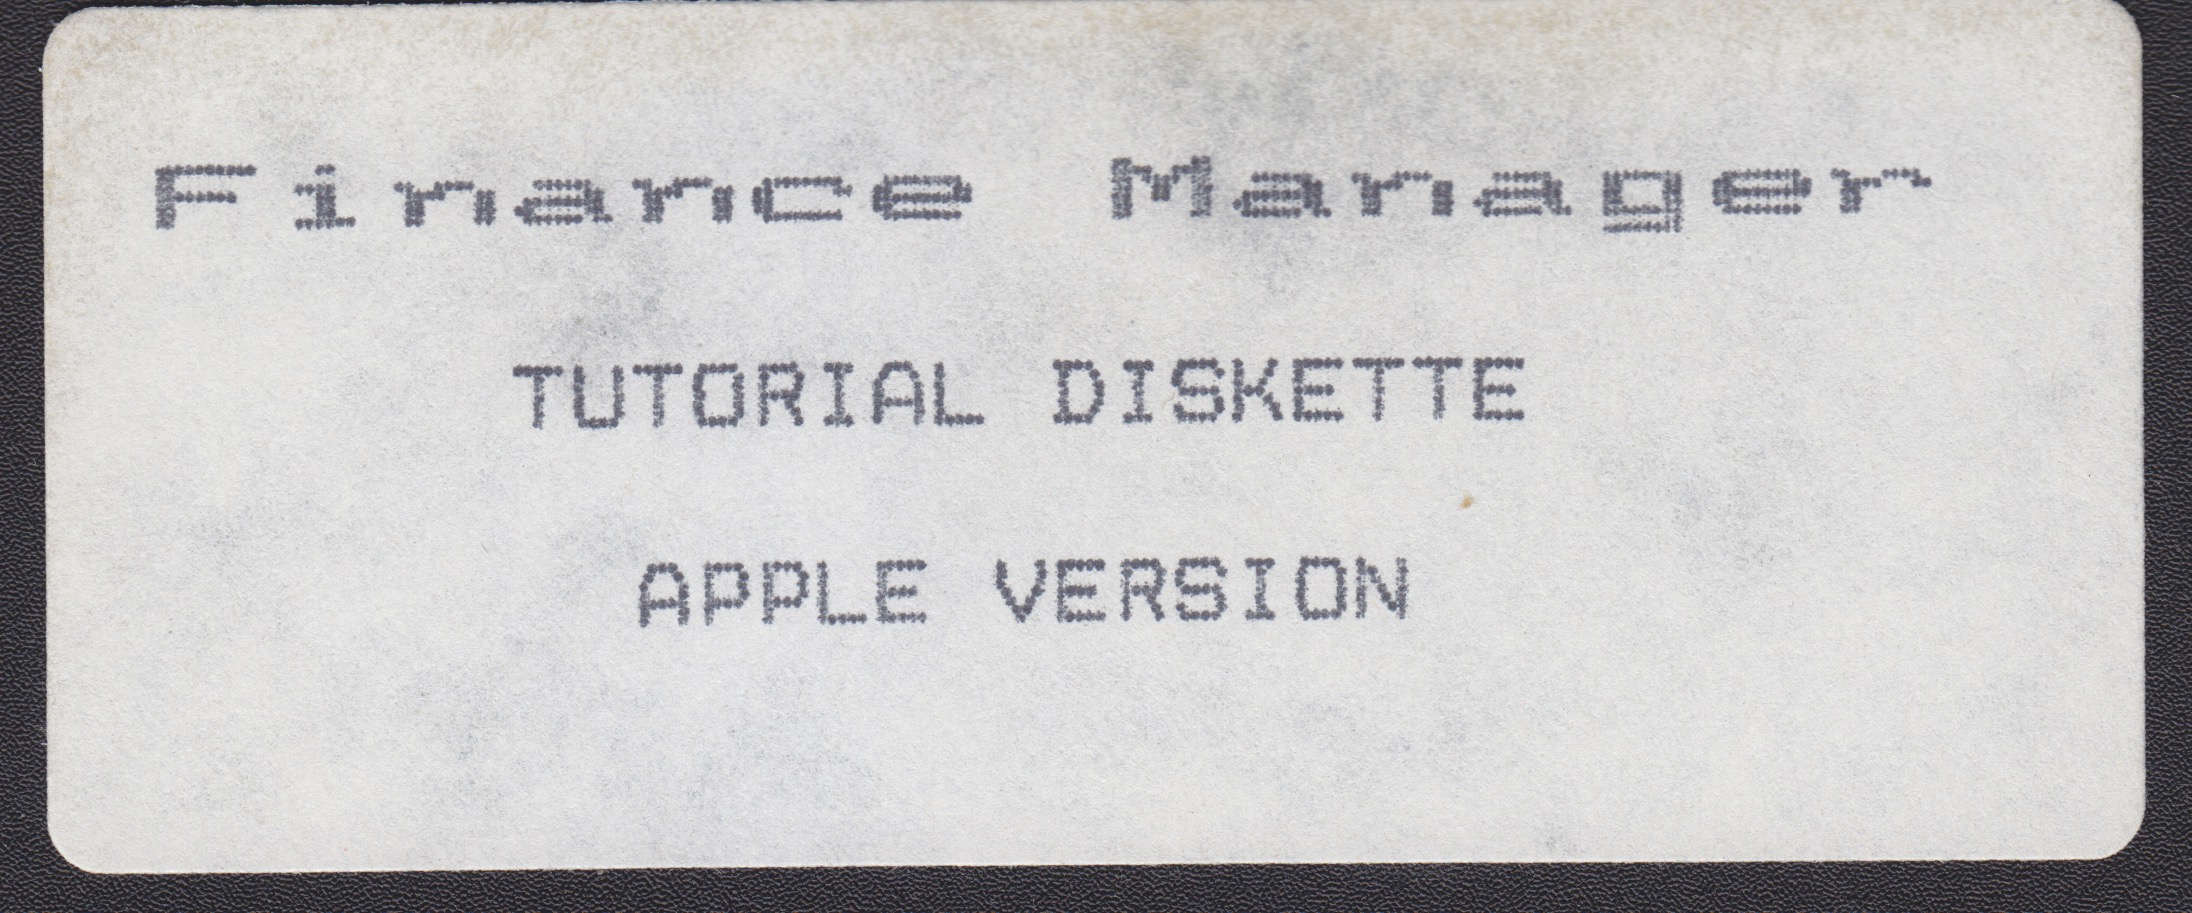 Finance Manager
TUTORIAL DISKETTE
APPLE VERSION